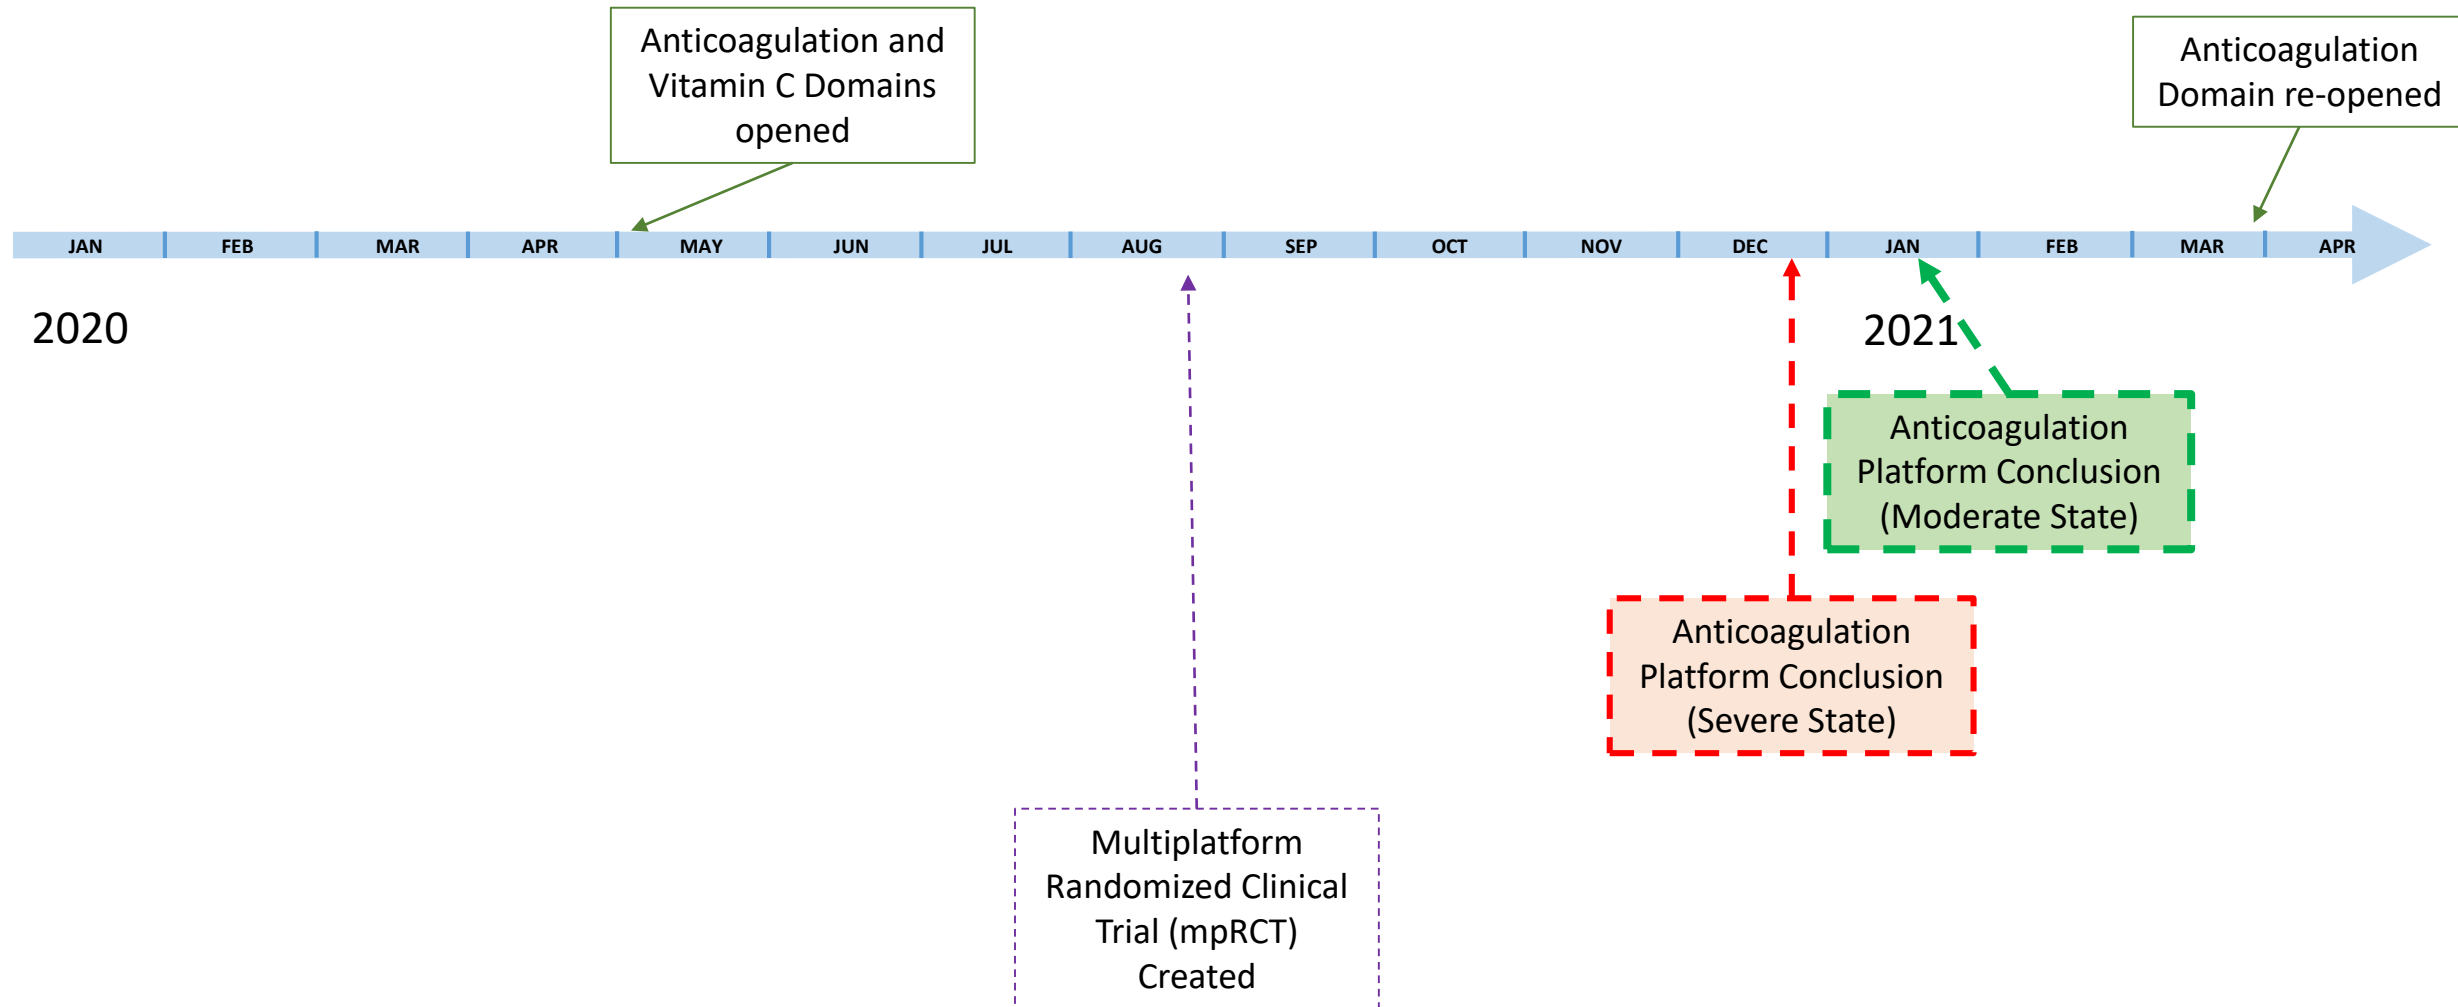 Anticoagulation and
Vitamin C Domains
opened
Anticoagulation
Domain re-opened
JAN FEB MAR APR MAY JUN JUL AUG SEP OCT NOV DEC JAN FEB MAR APR
2020
2021
Anticoagulation
Platform Conclusion
(Moderate State)
Anticoagulation
Platform Conclusion
(Severe State)
Multiplatform
Randomized Clinical
Trial (mpRCT)
Created